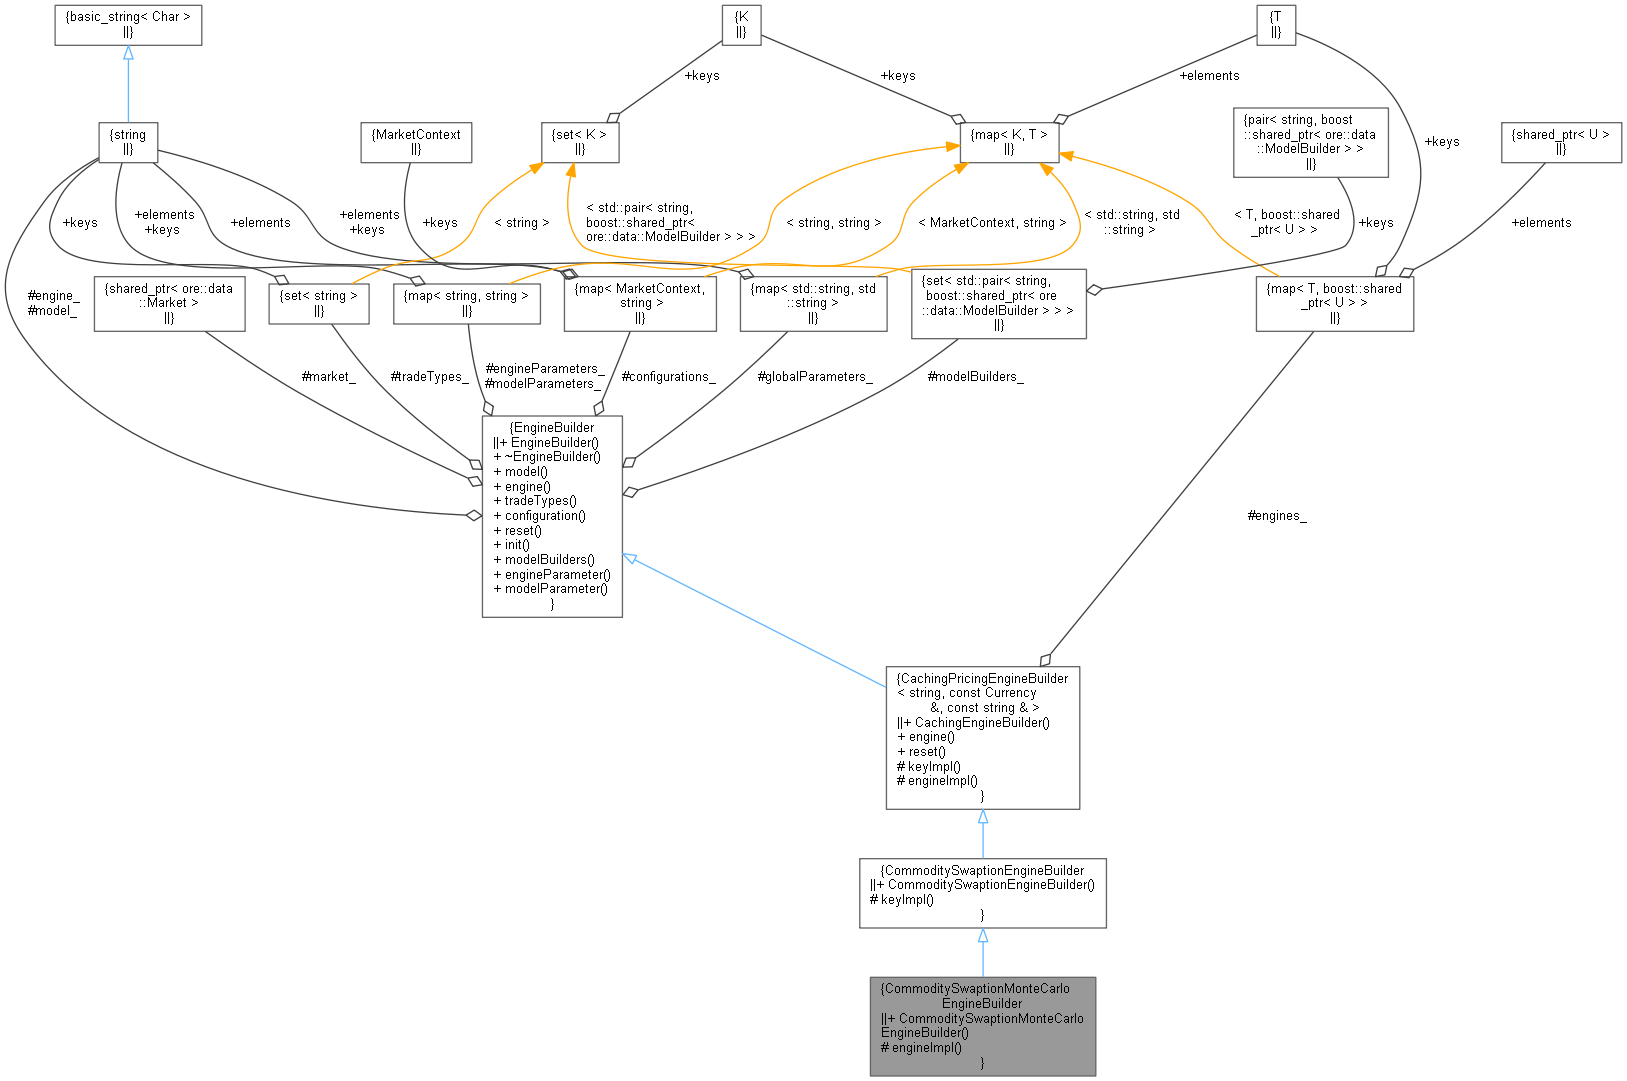 {basic_string< Char >
||}
{K
||}
{T
||}
+keys
+keys
+elements
{string
||}
{MarketContext
||}
{set< K >
||}
{map< K, T >
||}
{pair< string, boost
::shared_ptr< ore::data
::ModelBuilder > >
||}
{shared_ptr< U >
||}
+keys
+keys
+elements
+keys
+elements
+elements
+keys
+keys
< string >
< std::pair< string,
boost::shared_ptr<
ore::data::ModelBuilder > > >
< string, string >
< MarketContext, string >
< std::string, std
::string >
< T, boost::shared
_ptr< U > >
+keys
+elements
#engine_
#model_
{shared_ptr< ore::data
::Market >
||}
{set< string >
||}
{map< string, string >
||}
{map< MarketContext,
string >
||}
{map< std::string, std
::string >
||}
{set< std::pair< string,
boost::shared_ptr< ore
::data::ModelBuilder > > >
||}
{map< T, boost::shared
_ptr< U > >
||}
#market_
#tradeTypes_
#engineParameters_
#modelParameters_
#configurations_
#globalParameters_
#modelBuilders_
{EngineBuilder
||+ EngineBuilder()
+ ~EngineBuilder()
+ model()
+ engine()
+ tradeTypes()
+ configuration()
+ reset()
+ init()
+ modelBuilders()
+ engineParameter()
+ modelParameter()
}
#engines_
{CachingPricingEngineBuilder
< string, const Currency
&, const string & >
||+ CachingEngineBuilder()
+ engine()
+ reset()
# keyImpl()
# engineImpl()
}
{CommoditySwaptionEngineBuilder
||+ CommoditySwaptionEngineBuilder()
# keyImpl()
}
{CommoditySwaptionMonteCarlo
EngineBuilder
||+ CommoditySwaptionMonteCarlo
EngineBuilder()
# engineImpl()
}